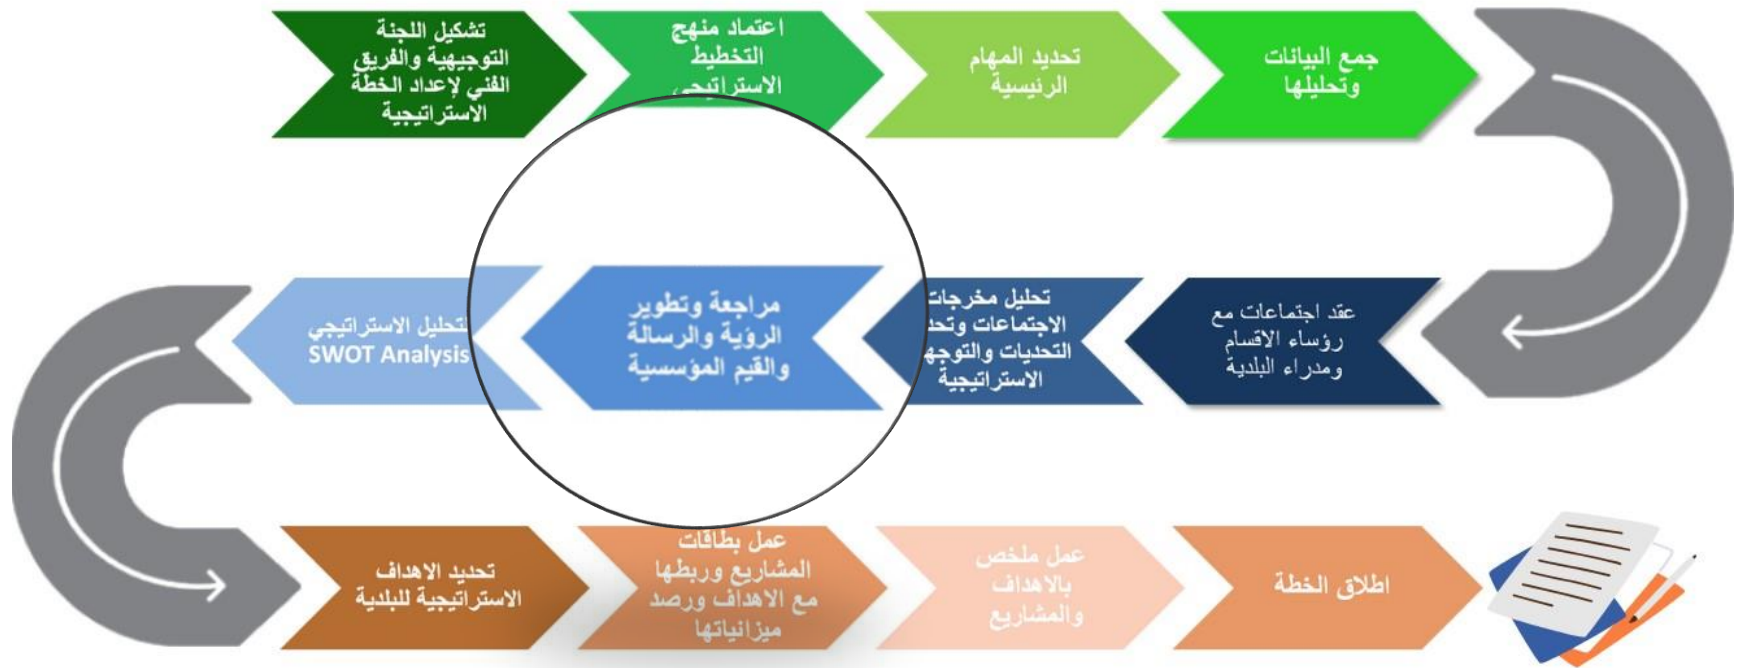 تشكيل اللجنة
التوجيهية والفريق
الفني لإعداد الخطة
الاستراتيجية
اعتماد منهج
التخطيط
الاستراتيجي
تحديد المهام
الرئيسية
جمع البيانات
وتحليلها
عقد اجتماعات مع
رؤساء الاقسام
ومدراء البلدية
تحليل مخرجات
الاجتماعات وتحد
التحديات والتوجه
الاستراتيجية
مراجعة وتطوير
الرؤية والرسالة
والقيم المؤسسية
لتحليل الاستراتيجي
SWOT Analysis
تحديد الاهداف
الاستراتيجية للبلدية
عمل بطاقات
المشاريع وربطها
مع الاهداف ورصد
ميزانياتها
عمل ملخص
بالاهداف
والمشاريع
اطلاق الخطة